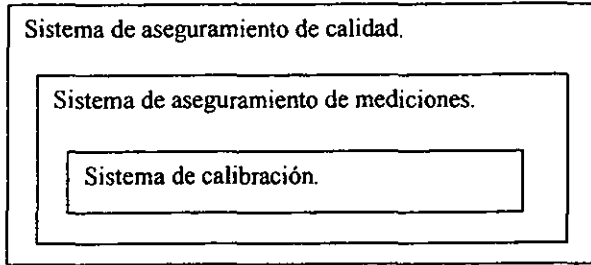 Sistema de aseguramiento de calidad.
Sistema de aseguramiento de mediciones.
Sistema de calibración.